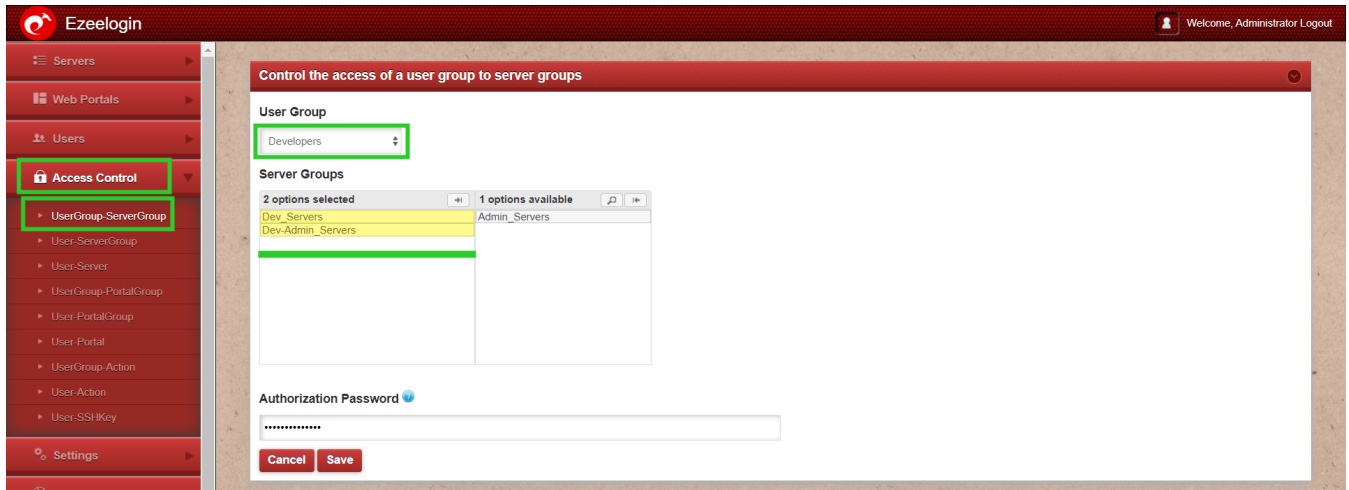 Ezeelogin
Welcome, Administrator Logout
Servers
Web Portals
Users
Access Control
UserGroup-ServerGroup
User-ServerGroup
User-Server
UserGroup-PortalGroup
User-PortalGroup
User-Portal
UserGroup-Action
User-Action
User-SSHKey
Settings
Control the access of a user group to server groups
User Group
Developers
Server Groups
2 options selected
1 options available
Dev_Servers
Admin_Servers
Dev-Admin_Servers
Authorization Password
••••••••••••••
Cancel
Save